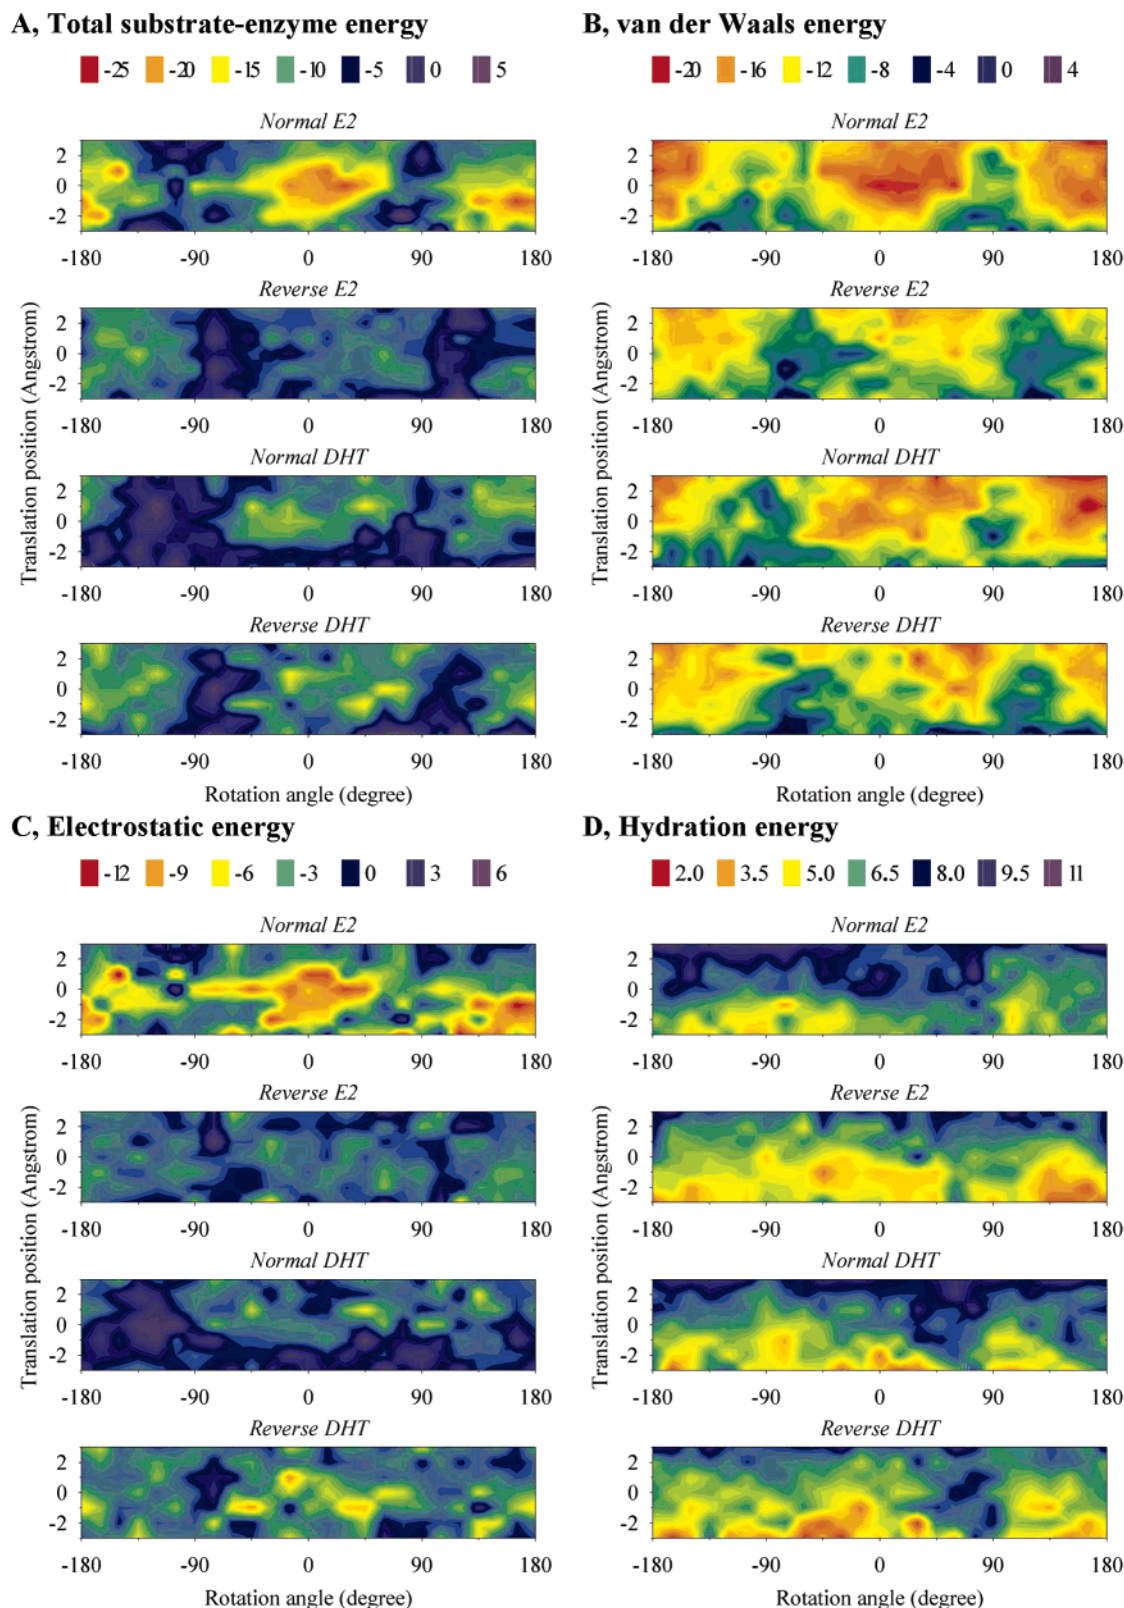 A, Total substrate-enzyme energy
-25 -20 -15 -10 -5 0 5
Normal E2
2
0
-2
-180 -90 0 90 180
Reverse E2
2
0
-2
-180 -90 0 90 180
Normal DHT
2
0
-2
-180 -90 0 90 180
Reverse DHT
2
0
-2
-180 -90 0 90 180
Translation position (Angstrom)
Rotation angle (degree)
B, van der Waals energy
-20 -16 -12 -8 -4 0 4
Normal E2
2
0
-2
-180 -90 0 90 180
Reverse E2
2
0
-2
-180 -90 0 90 180
Normal DHT
2
0
-2
-180 -90 0 90 180
Reverse DHT
2
0
-2
-180 -90 0 90 180
Translation position (Angstrom)
Rotation angle (degree)
C, Electrostatic energy
-12 -9 -6 -3 0 3 6
Normal E2
2
0
-2
-180 -90 0 90 180
Reverse E2
2
0
-2
-180 -90 0 90 180
Normal DHT
2
0
-2
-180 -90 0 90 180
Reverse DHT
2
0
-2
-180 -90 0 90 180
Translation position (Angstrom)
Rotation angle (degree)
D, Hydration energy
2.0 3.5 5.0 6.5 8.0 9.5 11
Normal E2
2
0
-2
-180 -90 0 90 180
Reverse E2
2
0
-2
-180 -90 0 90 180
Normal DHT
2
0
-2
-180 -90 0 90 180
Reverse DHT
2
0
-2
-180 -90 0 90 180
Translation position (Angstrom)
Rotation angle (degree)